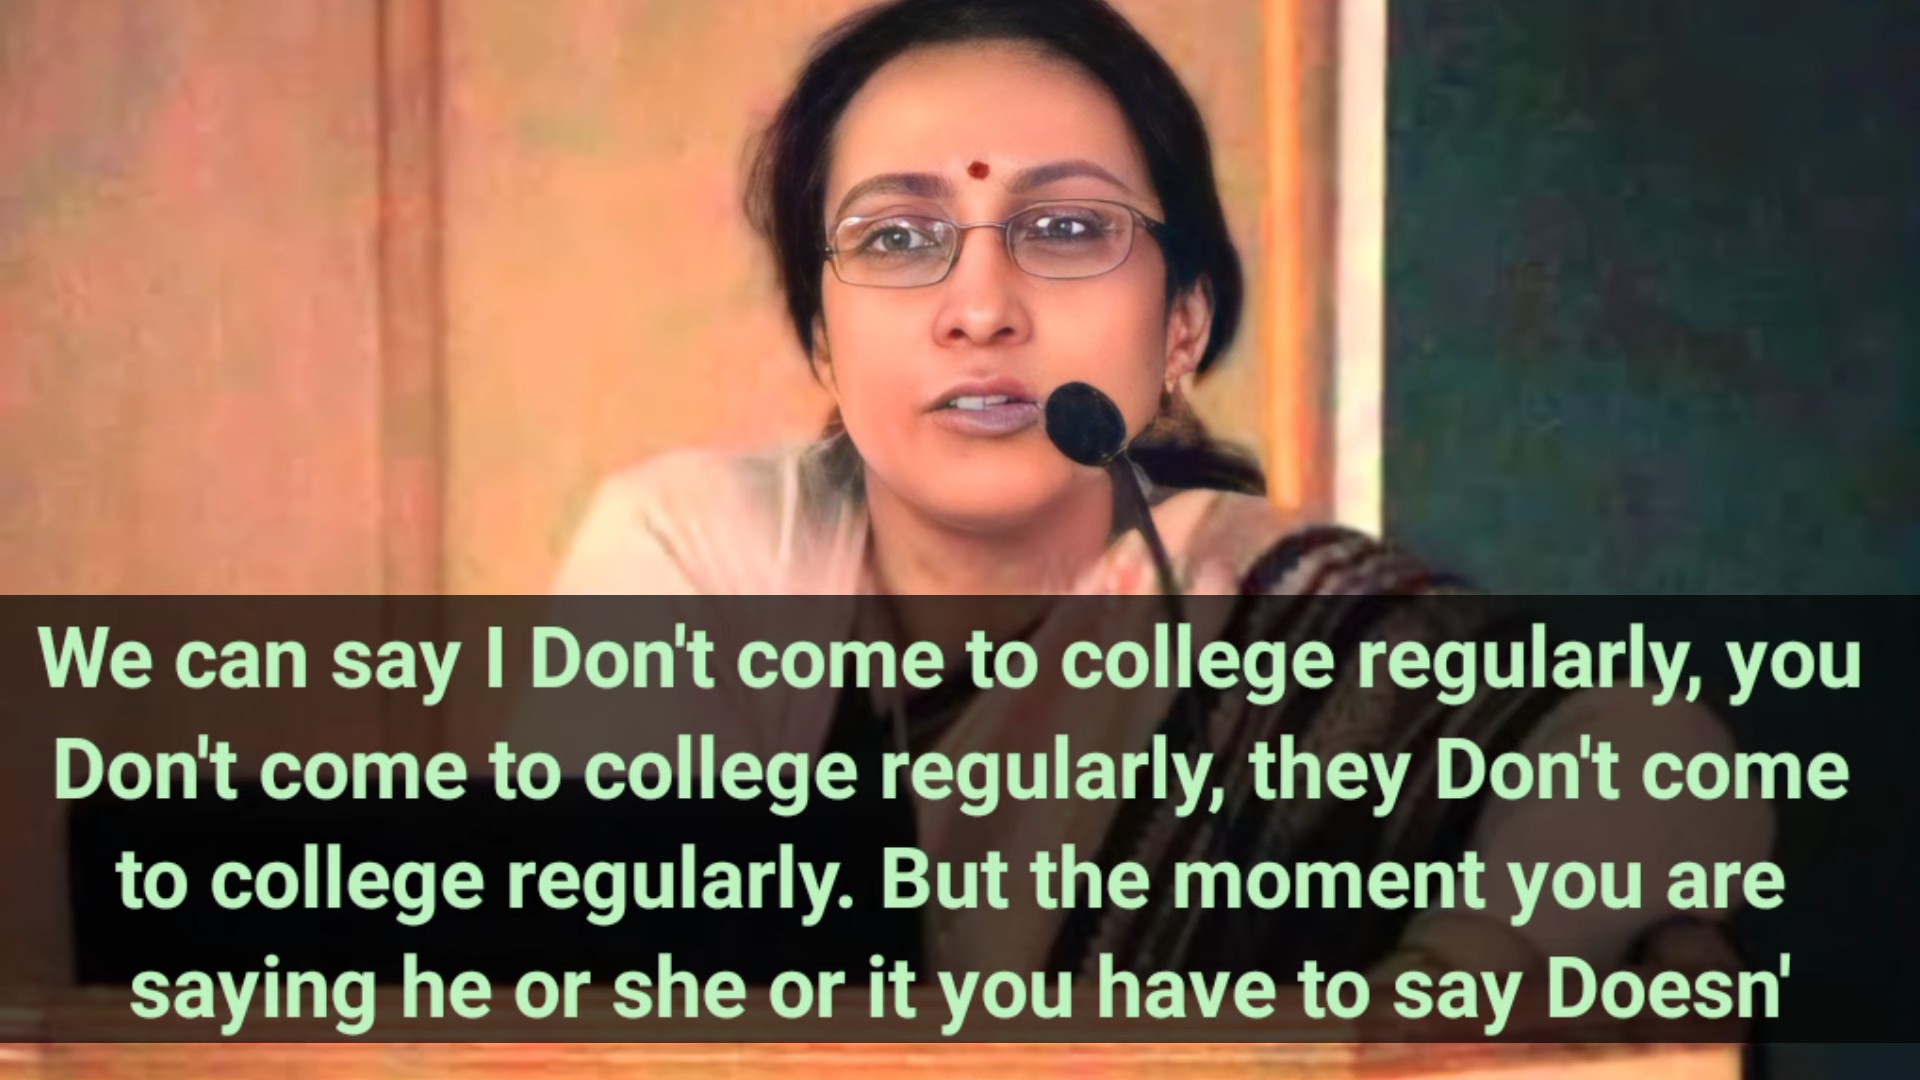 We can say I Don't come to college regularly, you
Don't come to college regularly, they Don't come
to college regularly. But the moment you are
saying he or she or it you have to say Doesn'